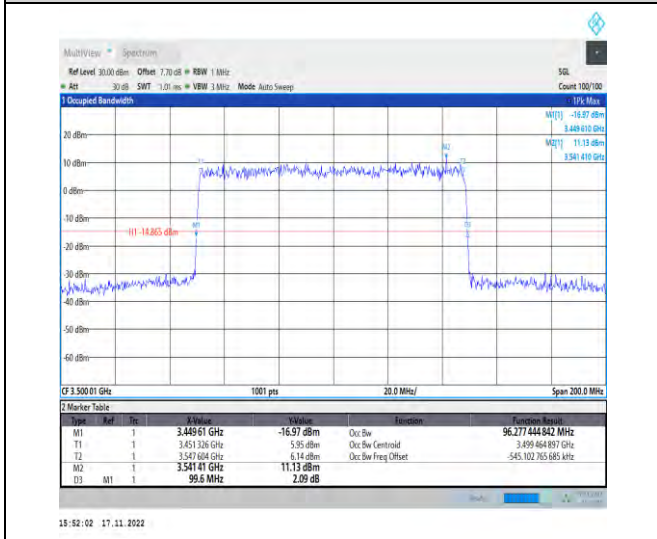 MultiView Spectrum
Ref Level 30.00 dBm Offset 7.70 dB RBW 1 MHz SGL
Att 30 dB SWT 1.01 ms VBW 3 MHz Mode Auto Sweep Count 100/100
1 Occupied Bandwidth 1Pk Max
M1[1] -16.97 dBm
3.449 610 GHz
20 dBm
M2[1] 11.13 dBm
3.541 410 GHz
M2
10 dBm
T1 T2
0 dBm
-10 dBm
H1 -14.865 dBm M1 D3
-20 dBm
-30 dBm
-40 dBm
-50 dBm
-60 dBm
CF 3.500 01 GHz 1001 pts 20.0 MHz/ Span 200.0 MHz
2 Marker Table
Type Ref Trc X-Value Y-Value Function Function Result
M1 1 3.449 61 GHz -16.97 dBm Occ Bw 96.277 444 842 MHz
T1 1 3.451 326 GHz 5.95 dBm Occ Bw Centroid 3.499 464 897 GHz
T2 1 3.547 604 GHz 6.14 dBm Occ Bw Freq Offset -545.102 765 685 kHz
M2 1 3.541 41 GHz 11.13 dBm
D3 M1 1 99.6 MHz 2.09 dB
15:52:02 17.11.2022